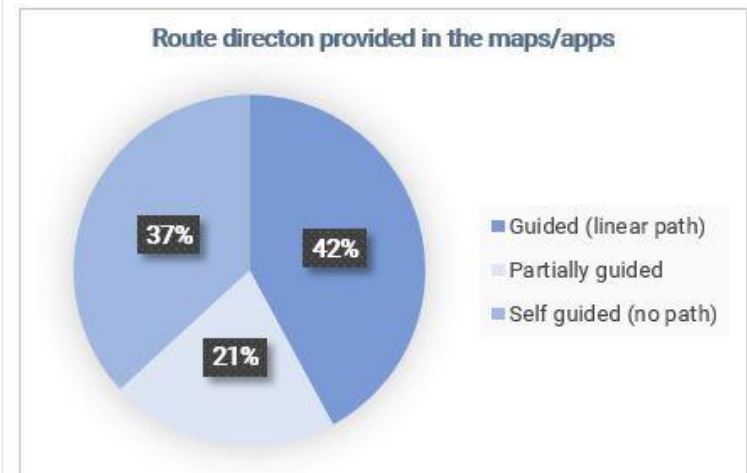 Route directon provided in the maps/apps
37%
42%
21%
Guided (linear path)
Partially guided
Self guided (no path)